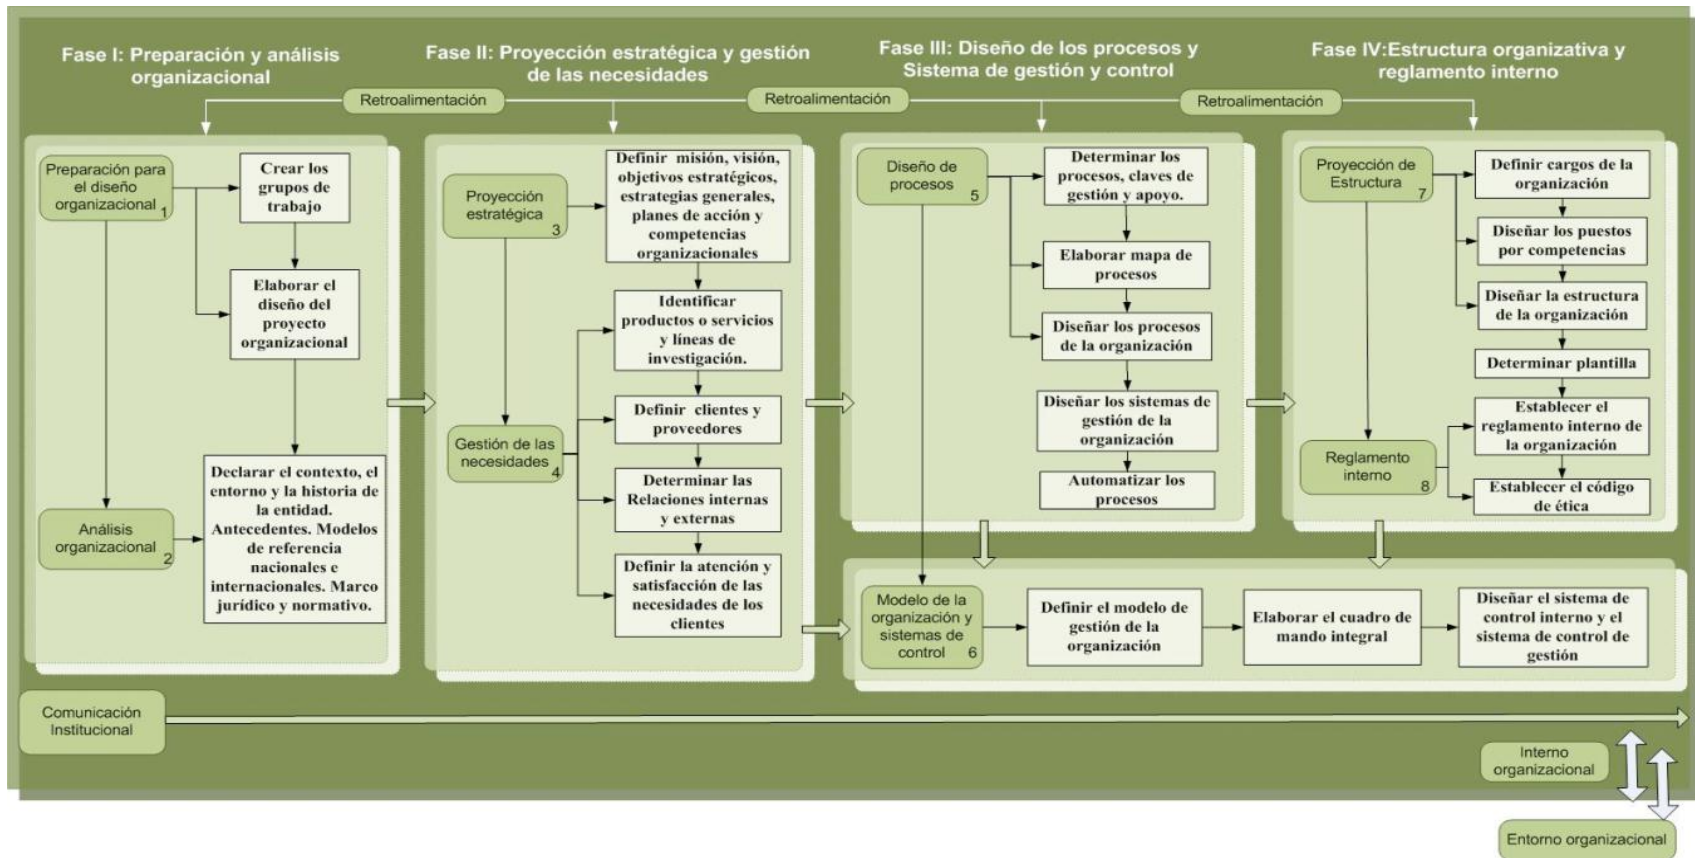 Fase I: Preparación y análisis
organizacional
Fase II: Proyección estratégica y gestión
de las necesidades
Fase III: Diseño de los procesos y
Sistema de gestión y control
Fase IV:Estructura organizativa y
reglamento interno
Retroalimentación
Retroalimentación
Retroalimentación
Preparación para
el diseño
organizacional
1
Crear los
grupos de
trabajo
Elaborar el
diseño del
proyecto
organizacional
Análisis
organizacional
2
Declarar el contexto, el
entorno y la historia de
la entidad.
Antecedentes. Modelos
de referencia
nacionales e
internacionales. Marco
jurídico y normativo.
Proyección
estratégica
3
Definir misión, visión,
objetivos estratégicos,
estrategias generales,
planes de acción y
competencias
organizacionales
Identificar
productos o servicios
y líneas de
investigación.
Gestión de las
necesidades
4
Definir clientes y
proveedores
Determinar las
Relaciones internas
y externas
Definir la atención y
satisfacción de las
necesidades de los
clientes
Diseño de
procesos
5
Determinar los
procesos, claves de
gestión y apoyo.
Elaborar mapa de
procesos
Diseñar los procesos
de la organización
Diseñar los sistemas de
gestión de la
organización
Automatizar los
procesos
Proyección de
Estructura
7
Definir cargos de la
organización
Diseñar los puestos
por competencias
Diseñar la estructura
de la organización
Determinar plantilla
Reglamento
interno
8
Establecer el
reglamento interno de
la organización
Establecer el código
de ética
Modelo de la
organización y
sistemas de
control
6
Definir el modelo de
gestión de la
organización
Elaborar el cuadro de
mando integral
Diseñar el sistema de
control interno y el
sistema de control de
gestión
Comunicación
Institucional
Interno
organizacional
Entorno organizacional